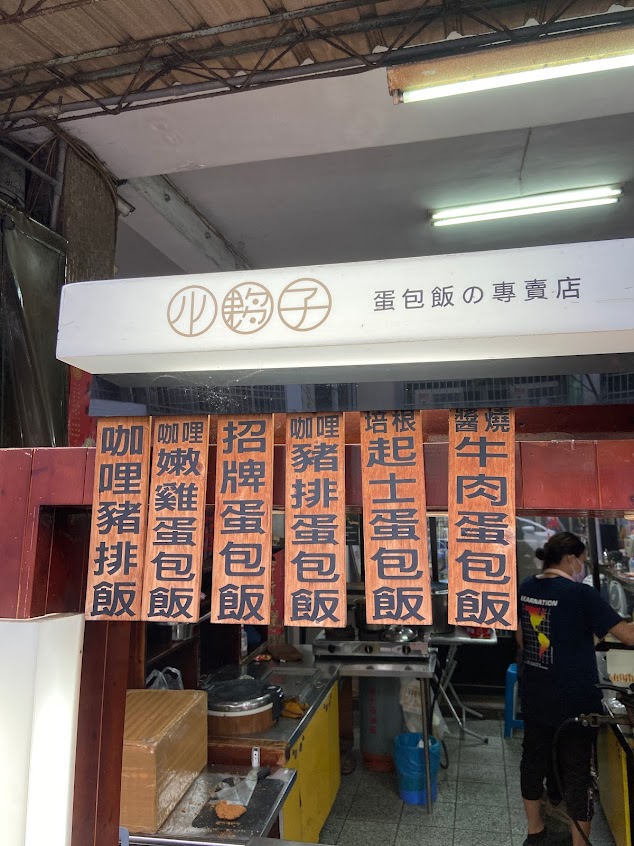 小夥子
蛋包飯の專賣店
咖哩豬排飯
咖哩嫩雞蛋包飯
招牌蛋包飯
咖哩豬排蛋包飯
培根起士蛋包飯
醬燒牛肉蛋包飯